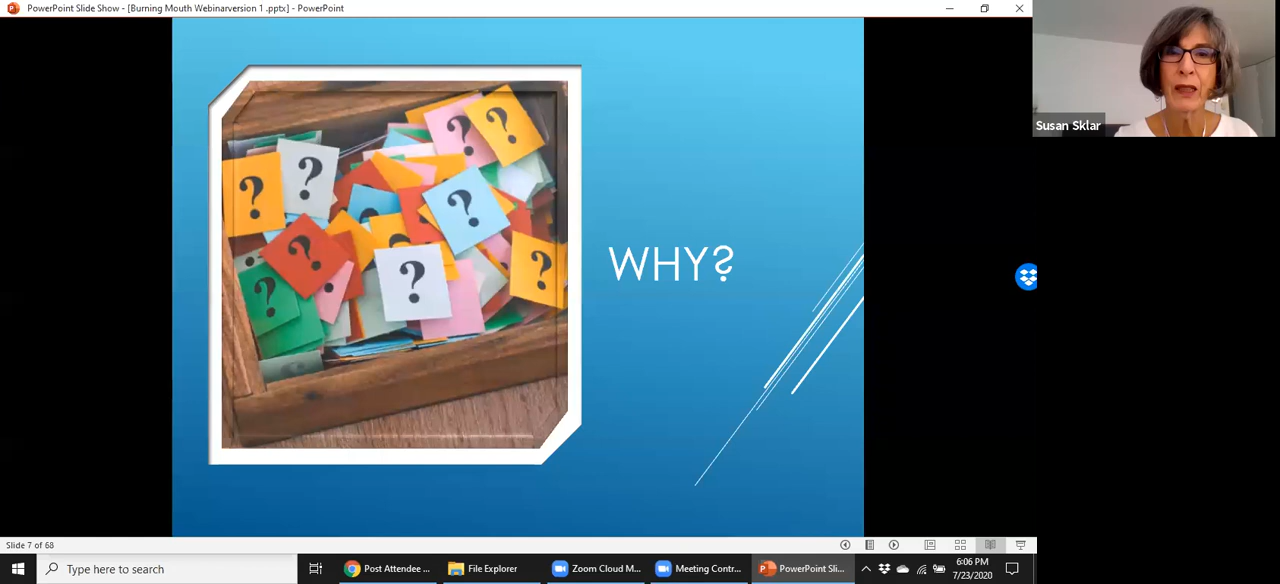 PowerPoint Slide Show - [Burning Mouth Webinarversion 1 .pptx] - PowerPoint
Susan Sklar
?
?
?
?
?
?
?
?
?
WHY?
Slide 7 of 68
Type here to search
Post Attendee ...
File Explorer
Zoom Cloud M...
Meeting Contr...
PowerPoint Sli...
6:06 PM
7/23/2020